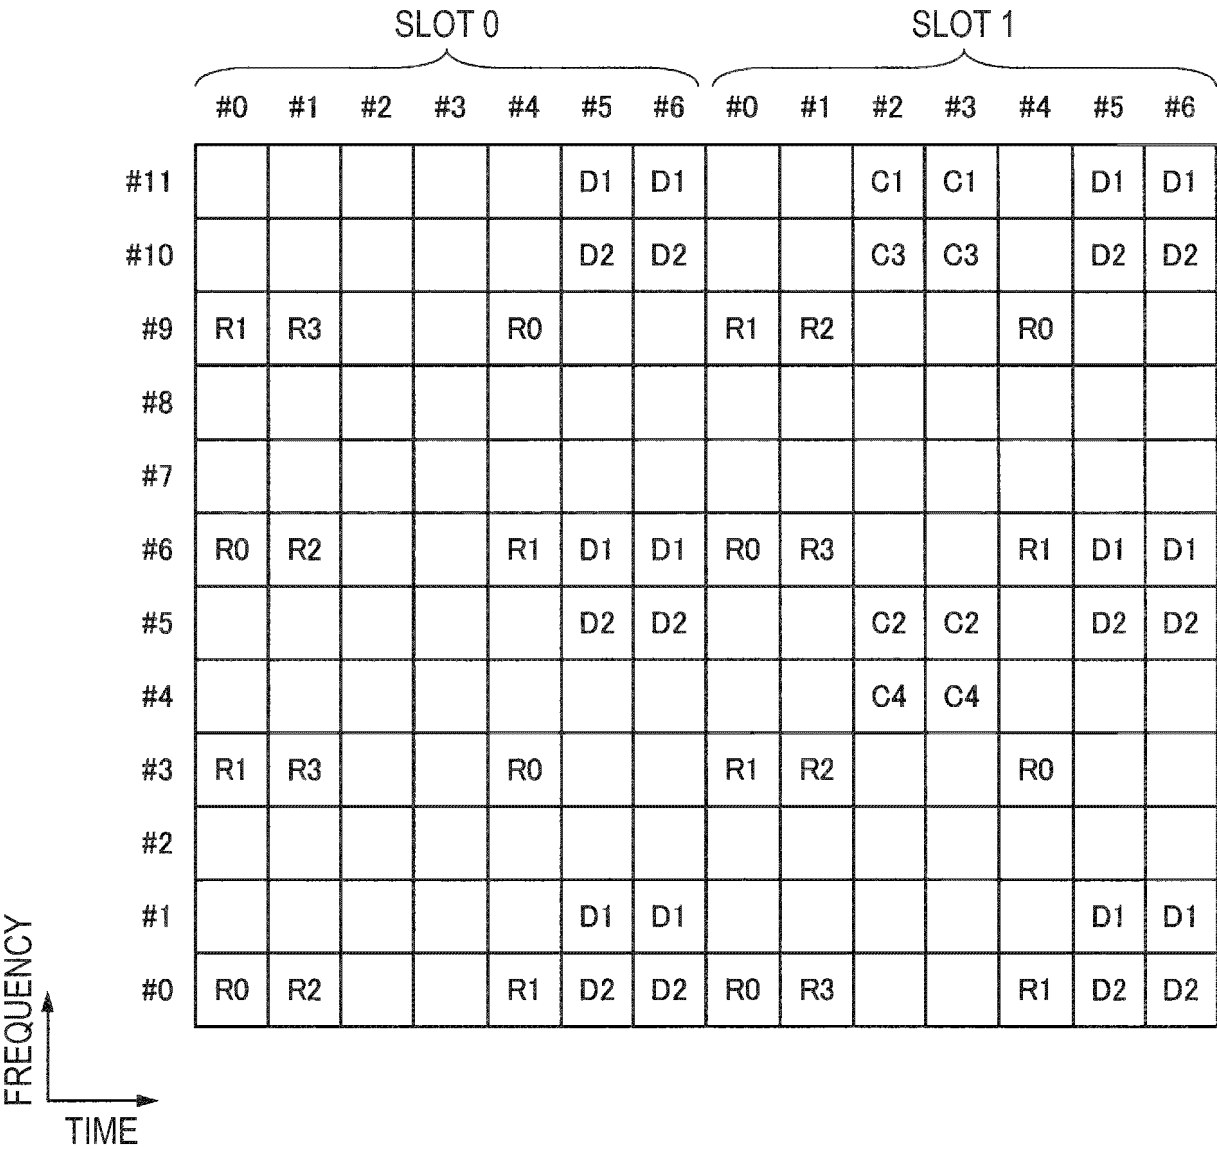 SLOT 0 SLOT 1
#0 #1 #2 #3 #4 #5 #6 #0 #1 #2 #3 #4 #5 #6
#11 D1 D1 C1 C1 D1 D1
#10 D2 D2 C3 C3 D2 D2
#9 R1 R3 R0 R1 R2 R0
#8
#7
#6 R0 R2 R1 D1 D1 R0 R3 R1 D1 D1
#5 D2 D2 C2 C2 D2 D2
#4 C4 C4
#3 R1 R3 R0 R1 R2 R0
#2
#1 D1 D1 D1 D1
#0 R0 R2 R1 D2 D2 R0 R3 R1 D2 D2
FREQUENCY
TIME